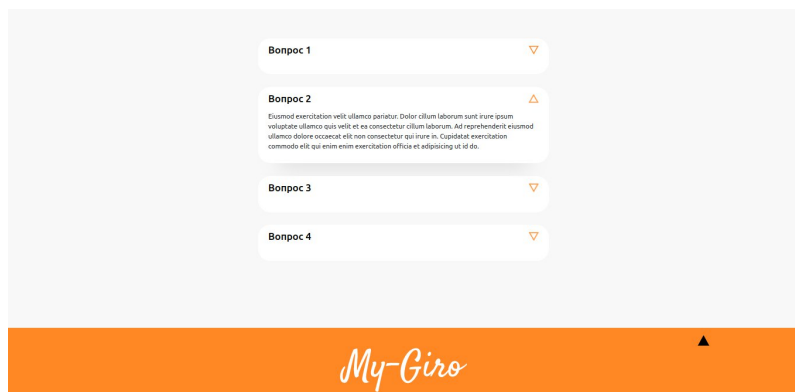 Вопрос 1
Вопрос 2
Eiusmod exercitation velit ullamco pariatur. Dolor cillum laborum sunt irure ipsum
voluptate ullamco quis velit et ea consectetur cillum laborum. Ad reprehenderit eiusmod
ullamco dolore occaecat elit non consectetur qui irure in. Cupidatat exercitation
commodo elit qui enim enim exercitation officia et adipisicing ut id do.
Вопрос 3
Вопрос 4
My-Giro